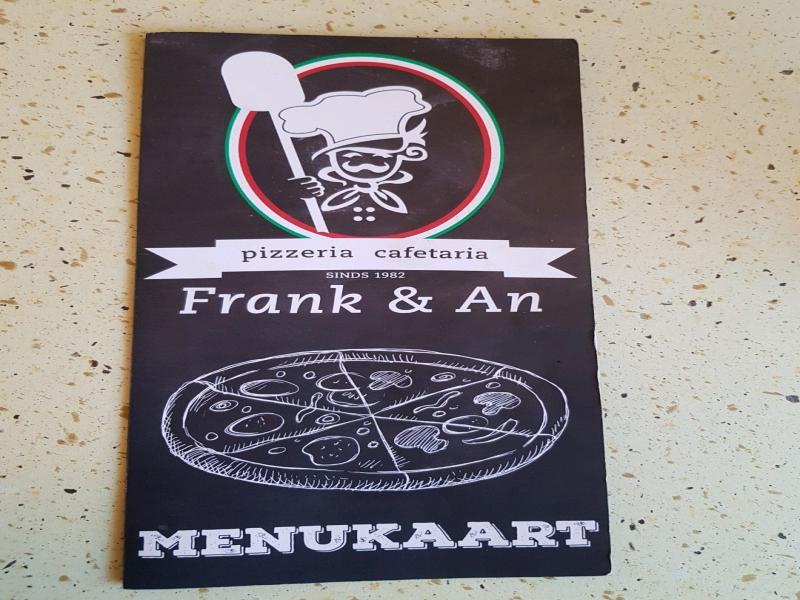 pizzeria cafetaria
SINDS 1982
Frank & An
MENUKAART